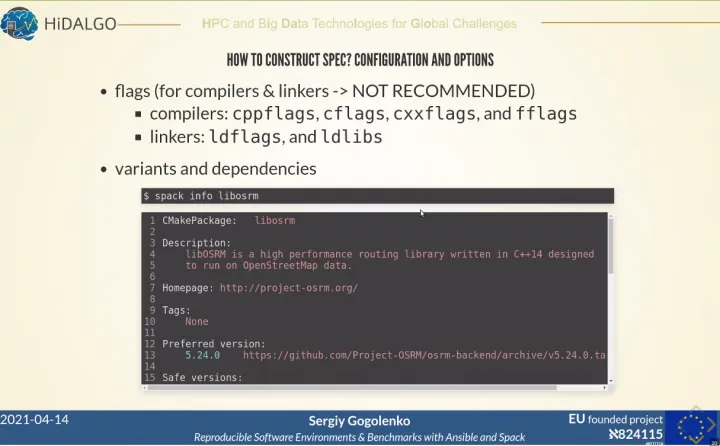 HiDALGO
HPC and Big Data Technologies for Global Challenges
HOW TO CONSTRUCT SPEC? CONFIGURATION AND OPTIONS
• flags (for compilers & linkers -> NOT RECOMMENDED)
▪ compilers: cppflags, cflags, cxxflags, and fflags
▪ linkers: ldflags, and ldlibs
• variants and dependencies
$ spack info libosrm
1 CMakePackage: libosrm
2
3 Description:
4 libOSRM is a high performance routing library written in C++14 designed
5 to run on OpenStreetMap data.
6
7 Homepage: http://project-osrm.org/
8
9 Tags:
10 None
11
12 Preferred version:
13 5.24.0 https://github.com/Project-OSRM/osrm-backend/archive/v5.24.0.ta
14
15 Safe versions:
2021-04-14
Sergiy Gogolenko
Reproducible Software Environments & Benchmarks with Ansible and Spack
EU founded project
ℵ824115